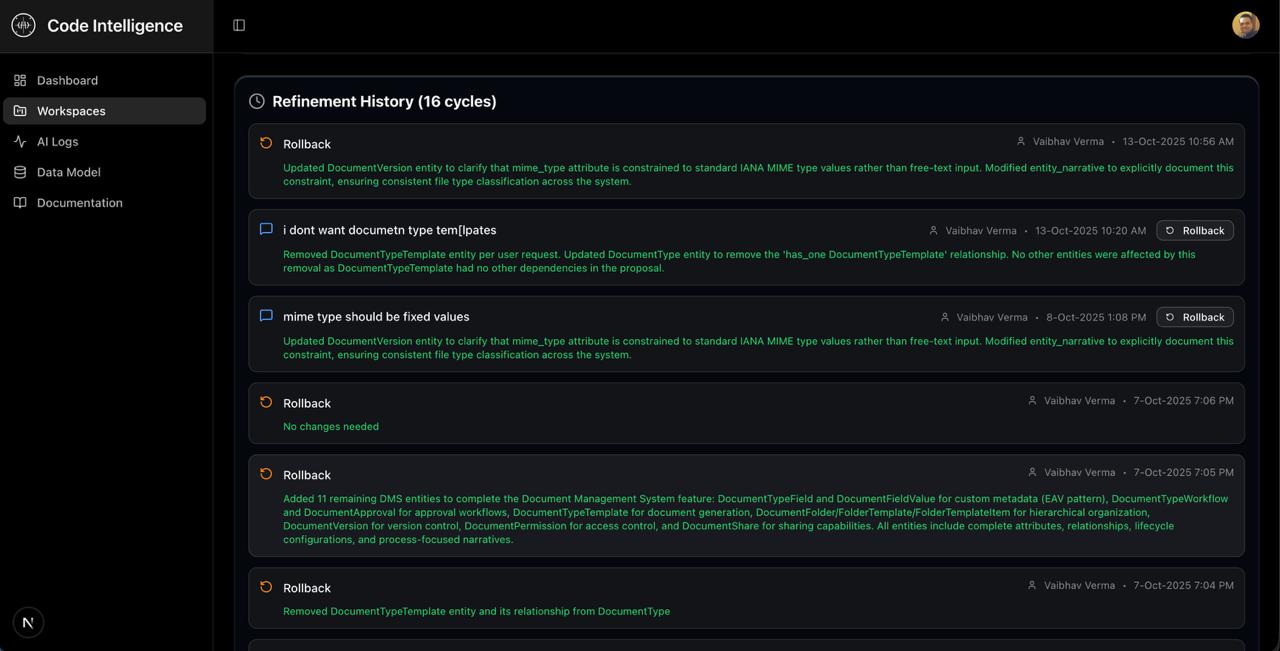 Code Intelligence
Dashboard
Workspaces
AI Logs
Data Model
Documentation
N
Refinement History (16 cycles)
Rollback
Vaibhav Verma • 13-Oct-2025 10:56 AM
Updated DocumentVersion entity to clarify that mime_type attribute is constrained to standard IANA MIME type values rather than free-text input. Modified entity_narrative to explicitly document this
constraint, ensuring consistent file type classification across the system.
i dont want documetn type tem[lpates
Vaibhav Verma • 13-Oct-2025 10:20 AM
Rollback
Removed DocumentTypeTemplate entity per user request. Updated DocumentType entity to remove the 'has_one DocumentTypeTemplate' relationship. No other entities were affected by this
removal as DocumentTypeTemplate had no other dependencies in the proposal.
mime type should be fixed values
Vaibhav Verma • 8-Oct-2025 1:08 PM
Rollback
Updated DocumentVersion entity to clarify that mime_type attribute is constrained to standard IANA MIME type values rather than free-text input. Modified entity_narrative to explicitly document this
constraint, ensuring consistent file type classification across the system.
Rollback
Vaibhav Verma • 7-Oct-2025 7:06 PM
No changes needed
Rollback
Vaibhav Verma • 7-Oct-2025 7:05 PM
Added 11 remaining DMS entities to complete the Document Management System feature: DocumentTypeField and DocumentFieldValue for custom metadata (EAV pattern), DocumentTypeWorkflow
and DocumentApproval for approval workflows, DocumentTypeTemplate for document generation, DocumentFolder/FolderTemplate/FolderTemplateItem for hierarchical organization,
DocumentVersion for version control, DocumentPermission for access control, and DocumentShare for sharing capabilities. All entities include complete attributes, relationships, lifecycle
configurations, and process-focused narratives.
Rollback
Vaibhav Verma • 7-Oct-2025 7:04 PM
Removed DocumentTypeTemplate entity and its relationship from DocumentType